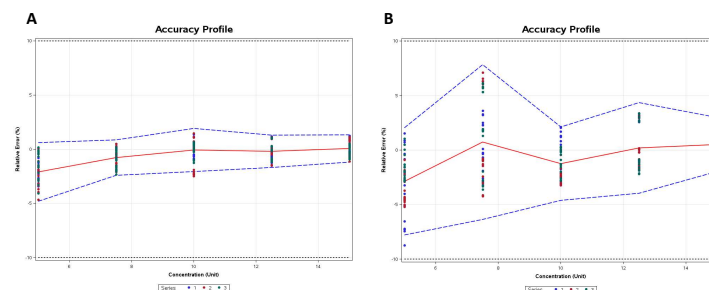 A
Accuracy Profile
10
5
0
-5
-10
Relative Error (%)
6 8 10 12 14
Concentration (Unit)
Series 1 2 3
B
Accuracy Profile
10
5
0
-5
-10
Relative Error (%)
6 8 10 12 14
Concentration (Unit)
Series 1 2 3